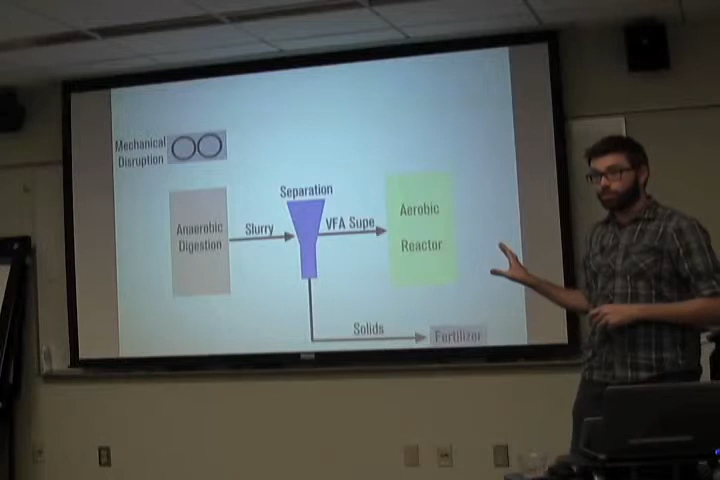 Mechanical
Disruption
Separation
Anaerobic
Digestion
Slurry
VFA Supe
Aerobic
Reactor
Solids
Fertilizer